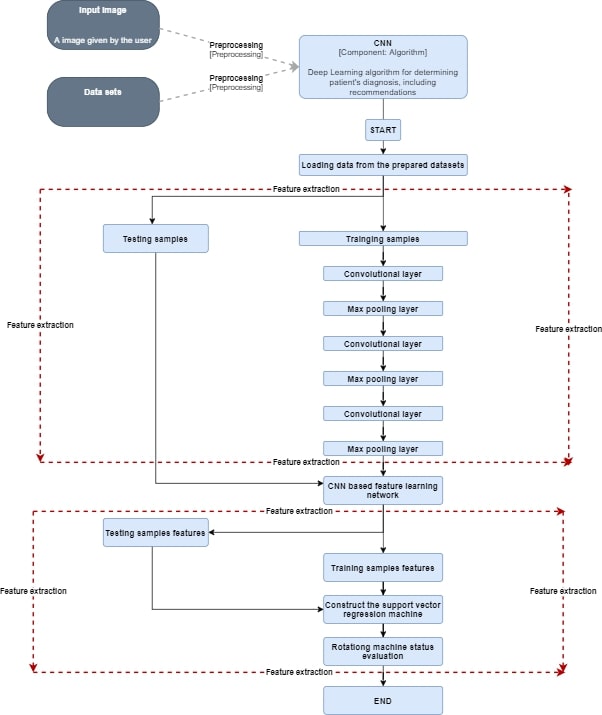 Input Image
A image given by the user
Data sets
Preprocessing
[Preprocessing]
Preprocessing
[Preprocessing]
CNN
[Component: Algorithm]
Deep Learning algorithm for determining
patient's diagnosis, including
recommendations
START
Loading data from the prepared datasets
Feature extraction
Testing samples
Trainging samples
Convolutional layer
Max pooling layer
Feature extraction
Feature extraction
Convolutional layer
Max pooling layer
Convolutional layer
Max pooling layer
Feature extraction
CNN based feature learning
network
Feature extraction
Testing samples features
Training samples features
Feature extraction
Feature extraction
Construct the support vector
regression machine
Rotationg machine status
evaluation
Feature extraction
END